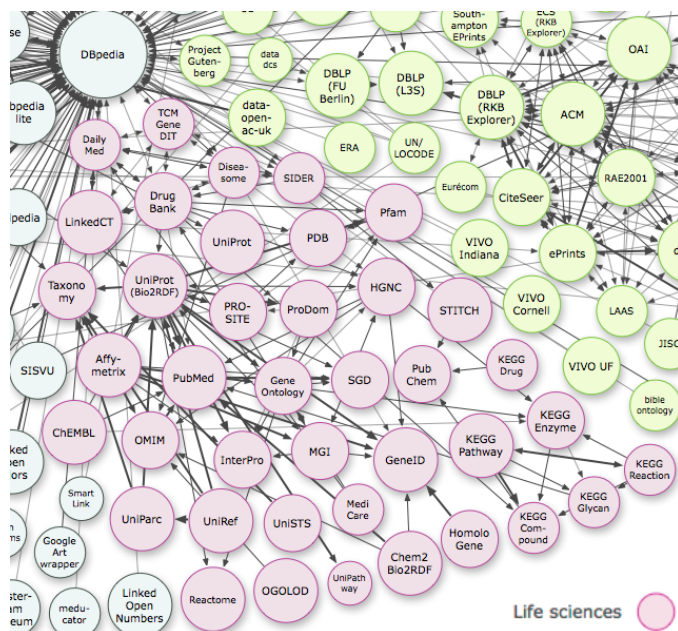 DBpedia
Project
Guten-
berg
data
dcs
South-
ampton
EPrints
ECS
(RKB
Explorer)
OAI
DBLP
(FU
Berlin)
DBLP
(L3S)
DBLP
(RKB
Explorer)
ACM
lite
data-
open-
ac-uk
ERA
UN/
LOCODE
Daily
Med
TCM
Gene
DIT
Disea-
some
SIDER
Eurécom
CiteSeer
RAE2001
LinkedCT
Drug
Bank
UniProt
PDB
Pfam
VIVO
Indiana
ePrints
Taxono
my
UniProt
(Bio2RDF)
PRO-
SITE
ProDom
HGNC
STITCH
VIVO
Cornell
LAAS
JISC
SISVU
Affy-
metrix
PubMed
Gene
Ontology
SGD
Pub
Chem
KEGG
Drug
VIVO UF
bible
ontology
ChEMBL
OMIM
InterPro
MGI
GeneID
KEGG
Pathway
KEGG
Enzyme
KEGG
Reaction
Smart
Link
Medi
Care
KEGG
Glycan
UniParc
UniRef
UniSTS
Homolo
Gene
KEGG
Com-
pound
Google
Art
wrapper
Chem2
Bio2RDF
medu-
cator
Linked
Open
Numbers
Reactome
OGOLOD
UniPath
way
Life sciences